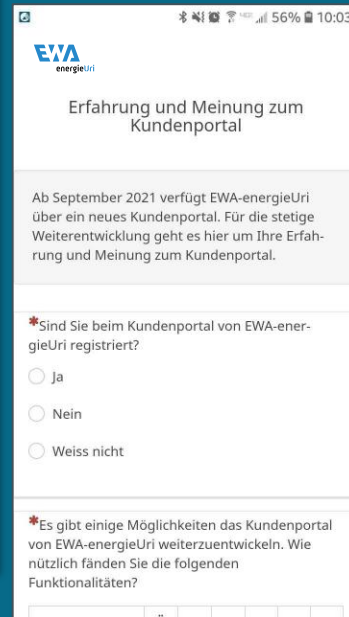 56% 10:03
EWA
energieUri
Erfahrung und Meinung zum
Kundenportal
Ab September 2021 verfügt EWA-energieUri
über ein neues Kundenportal. Für die stetige
Weiterentwicklung geht es hier um Ihre Erfah-
rung und Meinung zum Kundenportal.
*Sind Sie beim Kundenportal von EWA-ener-
gieUri registriert?
Ja
Nein
Weiss nicht
*Es gibt einige Möglichkeiten das Kundenportal
von EWA-energieUri weiterzuentwickeln. Wie
nützlich fänden Sie die folgenden
Funktionalitäten?